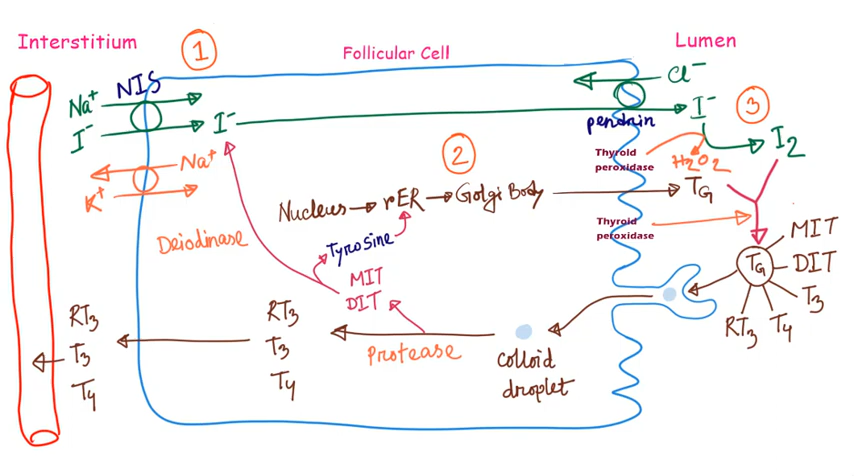 Interstitium
1
Follicular Cell
Lumen
NIS
Na⁺
I⁻
I⁻
Cl⁻
pendrin
I⁻
3
I₂
Na⁺
K⁺
2
Thyroid
peroxidase
H₂O₂
Nucleus → rER → Golgi Body
TG
Deiodinase
Tyrosine
Thyroid
peroxidase
MIT
DIT
TG
MIT
DIT
T₃
T₄
RT₃
RT₃
T₃
T₄
RT₃
T₃
T₄
Protease
colloid
droplet